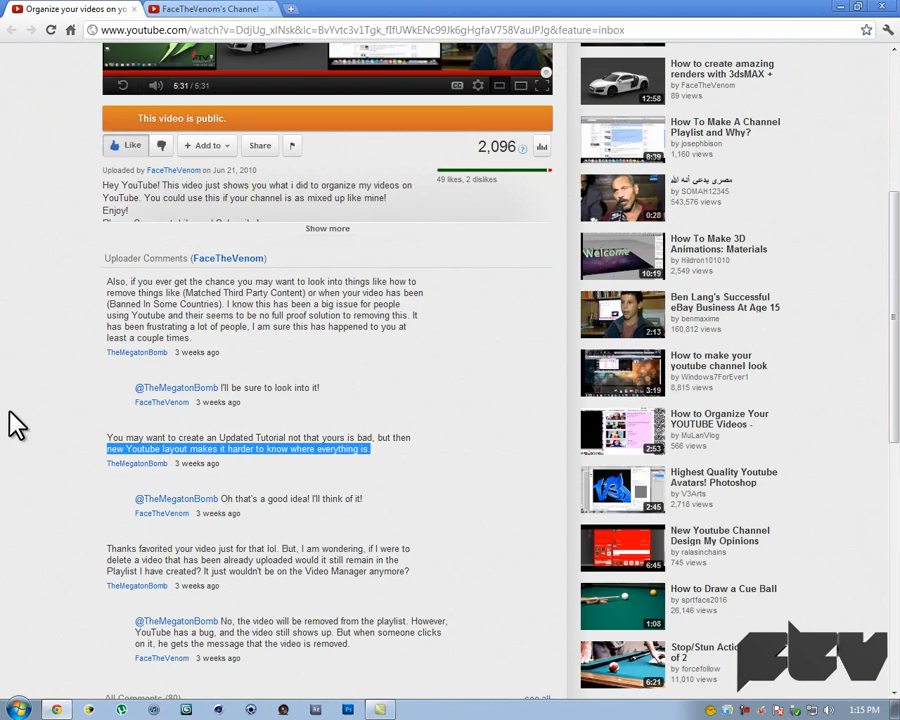 Organize your videos on yo
FaceTheVenom's Channel -
www.youtube.com/watch?v=DdjUg_xlNsk&lc=BvYvtc3v1Tgk_fIfUWkENc99Jk6gHgfaV758VauJPJg&feature=inbox
5:31 / 5:31
CC
This video is public.
Like
Add to
Share
2,096
Uploaded by FaceTheVenom on Jun 21, 2010
49 likes, 2 dislikes
Hey YouTube! This video just shows you what i did to organize my videos on
YouTube. You could use this if your channel is as mixed up like mine!
Enjoy!
Show more
Uploader Comments (FaceTheVenom)
Also, if you ever get the chance you may want to look into things like how to
remove things like (Matched Third Party Content) or when your video has been
(Banned In Some Countries). I know this has been a big issue for people
using Youtube and their seems to be no full proof solution to removing this. It
has been frustrating a lot of people, I am sure this has happened to you at
least a couple times.
TheMegatonBomb 3 weeks ago
@TheMegatonBomb I'll be sure to look into it!
FaceTheVenom 3 weeks ago
You may want to create an Updated Tutorial not that yours is bad, but then
new Youtube layout makes it harder to know where everything is.
TheMegatonBomb 3 weeks ago
@TheMegatonBomb Oh that's a good idea! I'll think of it!
FaceTheVenom 3 weeks ago
Thanks favorited your video just for that lol. But, I am wondering, if I were to
delete a video that has been already uploaded would it still remain in the
Playlist I have created? It just wouldn't be on the Video Manager anymore?
TheMegatonBomb 3 weeks ago
@TheMegatonBomb No, the video will be removed from the playlist. However,
YouTube has a bug, and the video still shows up. But when someone clicks
on it, he gets the message that the video is removed.
FaceTheVenom 3 weeks ago
All Comments (80)
see all
How to create amazing
renders with 3dsMAX +
by FaceTheVenom
89 views
12:58
How To Make A Channel
Playlist and Why?
by josephbison
1,160 views
8:39
مصرى يدعى أنه الله
by SOMAH12345
543,576 views
0:28
How To Make 3D
Animations: Materials
by Hildron101010
2,549 views
Welcome
10:19
Ben Lang's Successful
eBay Business At Age 15
by benmaxime
160,812 views
2:13
How to make your
youtube channel look
by Windows7ForEver1
8,815 views
3:19
How to Organize Your
YOUTUBE Videos -
by MuLanVlog
566 views
2:53
Highest Quality Youtube
Avatars! Photoshop
by V3Arts
2,718 views
2:45
New Youtube Channel
Design My Opinions
by ralasinchains
745 views
6:45
How to Draw a Cue Ball
by sprtface2016
26,146 views
1:08
Stop/Stun
of 2
by forcefollow
11,010 views
6:21
ftv
1:15 PM